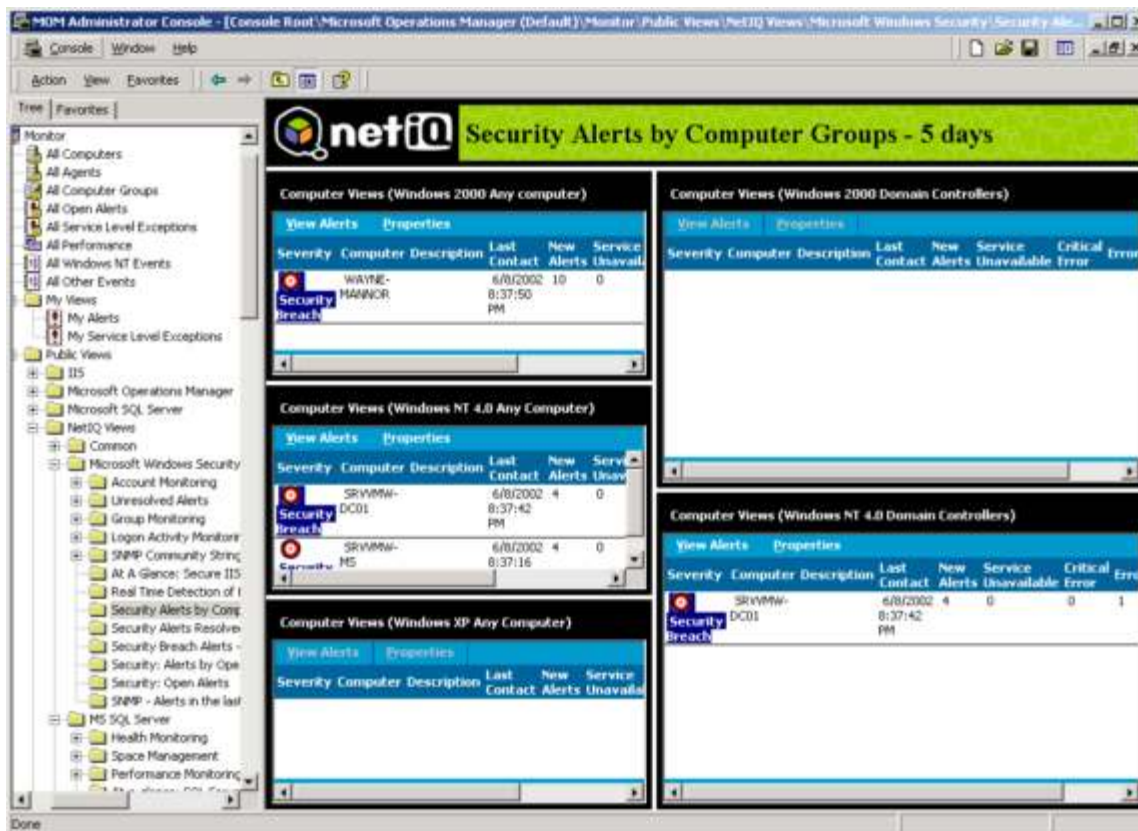 MOM Administrator Console - [Console Root\Microsoft Operations Manager (Default)\Monitor\Public Views\NetIQ Views\Microsoft Windows Security\Security Ale...
Console Window Help
Action View Favorites
Tree Favorites
Monitor
All Computers
All Agents
All Computer Groups
All Open Alerts
All Service Level Exceptions
All Performance
All Windows NT Events
All Other Events
My Views
My Alerts
My Service Level Exceptions
Public Views
IIS
Microsoft Operations Manager
Microsoft SQL Server
NetIQ Views
Common
Microsoft Windows Security
Account Monitoring
Unresolved Alerts
Group Monitoring
Logon Activity Monitorin
SNMP Community String
At A Glance: Secure IIS
Real Time Detection of
Security Alerts by Comp
Security Alerts Resolve
Security Breach Alerts -
Security: Alerts by Ope
Security: Open Alerts
SNMP - Alerts in the last
MS SQL Server
Health Monitoring
Space Management
Performance Monitoring
netiQ
Security Alerts by Computer Groups - 5 days
Computer Views (Windows 2000 Any computer)
View Alerts Properties
Severity Computer Description Last Contact New Alerts Service Unavail
Security Breach WAYNE-MANNOR 6/8/2002 8:37:50 PM 10 0
Computer Views (Windows NT 4.0 Any Computer)
View Alerts Properties
Severity Computer Description Last Contact New Alerts Servi Unava
Security Breach SRVVMW-DC01 6/8/2002 8:37:42 PM 4 0
Security SRVVMW-MS 6/8/2002 8:37:16 4 0
Computer Views (Windows XP Any Computer)
View Alerts Properties
Severity Computer Description Last Contact New Alerts Service Unavaila
Computer Views (Windows 2000 Domain Controllers)
View Alerts Properties
Severity Computer Description Last Contact New Alerts Service Unavailable Critical Error Error
Computer Views (Windows NT 4.0 Domain Controllers)
View Alerts Properties
Severity Computer Description Last Contact New Alerts Service Unavailable Critical Error Erro
Security Breach SRVVMW-DC01 6/8/2002 8:37:42 PM 4 0 0 1
Done